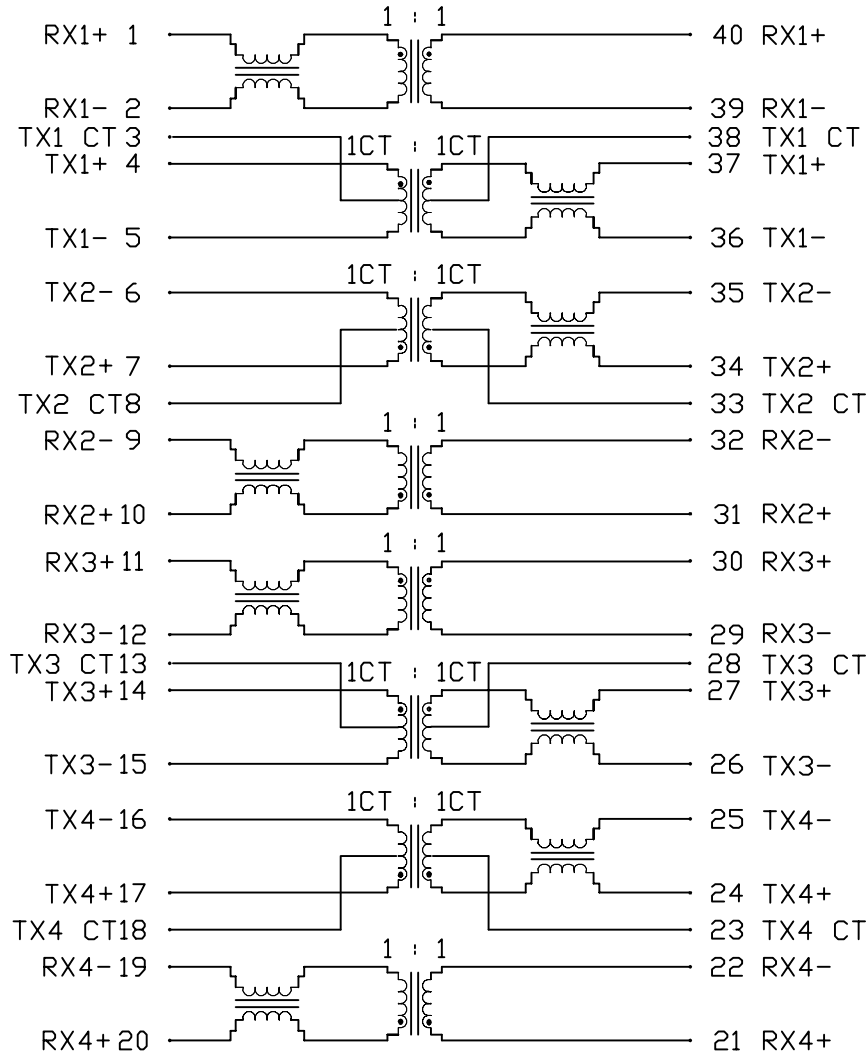 1 : 1
RX1+ 1 40 RX1+
RX1- 2 39 RX1-
TX1 CT 3 38 TX1 CT
1CT : 1CT
TX1+ 4 37 TX1+
TX1- 5 36 TX1-
1CT : 1CT
TX2- 6 35 TX2-
TX2+ 7 34 TX2+
TX2 CT8 33 TX2 CT
1 : 1
RX2- 9 32 RX2-
RX2+ 10 31 RX2+
1 : 1
RX3+ 11 30 RX3+
RX3- 12 29 RX3-
TX3 CT13 28 TX3 CT
1CT : 1CT
TX3+ 14 27 TX3+
TX3- 15 26 TX3-
1CT : 1CT
TX4- 16 25 TX4-
TX4+ 17 24 TX4+
TX4 CT18 23 TX4 CT
1 : 1
RX4- 19 22 RX4-
RX4+ 20 21 RX4+